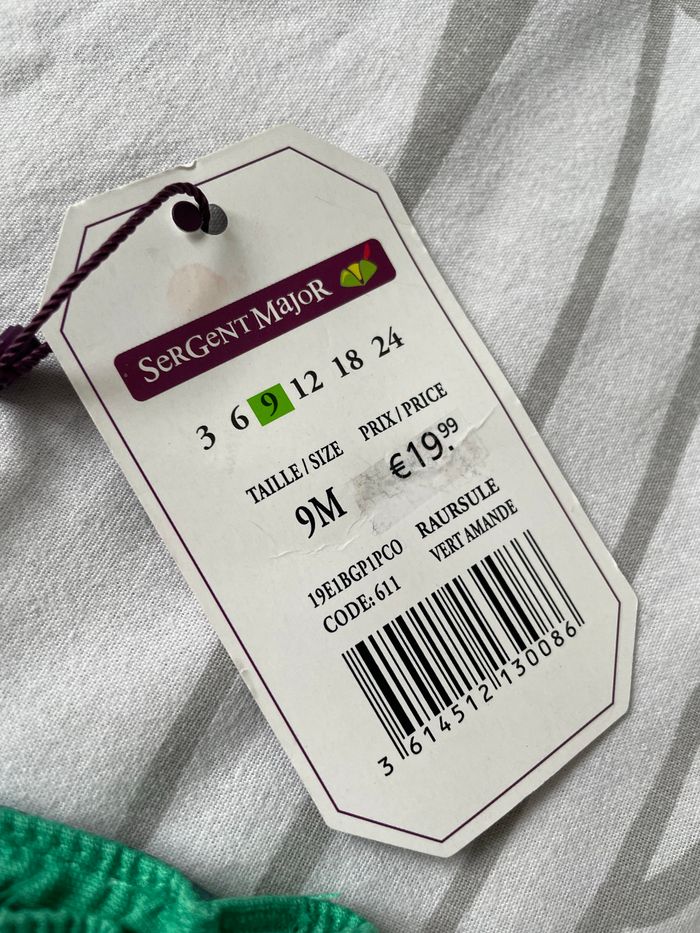 SeRGeNT MaJoR
3 6 9 12 18 24
TAILLE/SIZE PRIX/PRICE
9M €19.99
19E1BGP1PCO RAURSULE
CODE: 611 VERT AMANDE
3 614512 130086